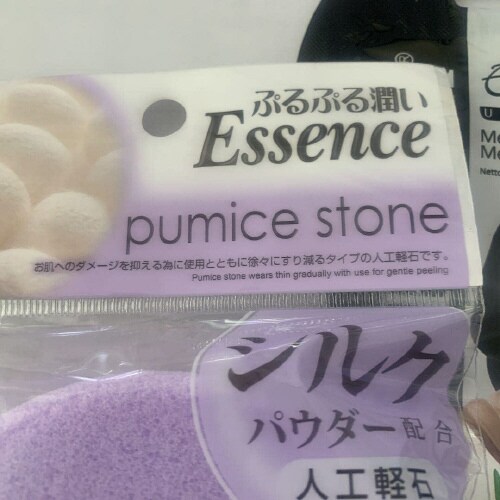 ぷるぷる潤い
Essence
pumice stone
お肌へのダメージを抑える為に使用とともに徐々にすり減るタイプの人工軽石です。
Pumice stone wears thin gradually with use for gentle peeling
シルク
パウダー配合
人工軽石
U
Me
Me
Netto